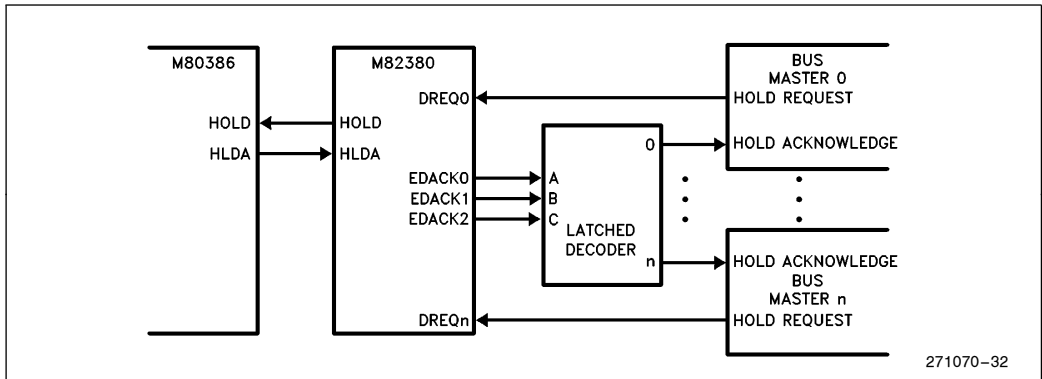 M80386
HOLD
HLDA
M82380
DREQ0
HOLD
HLDA
EDACK0
EDACK1
EDACK2
DREQn
A
B
C
0
LATCHED
DECODER
n
BUS
MASTER 0
HOLD REQUEST
HOLD ACKNOWLEDGE
HOLD ACKNOWLEDGE
BUS
MASTER n
HOLD REQUEST
271070–32